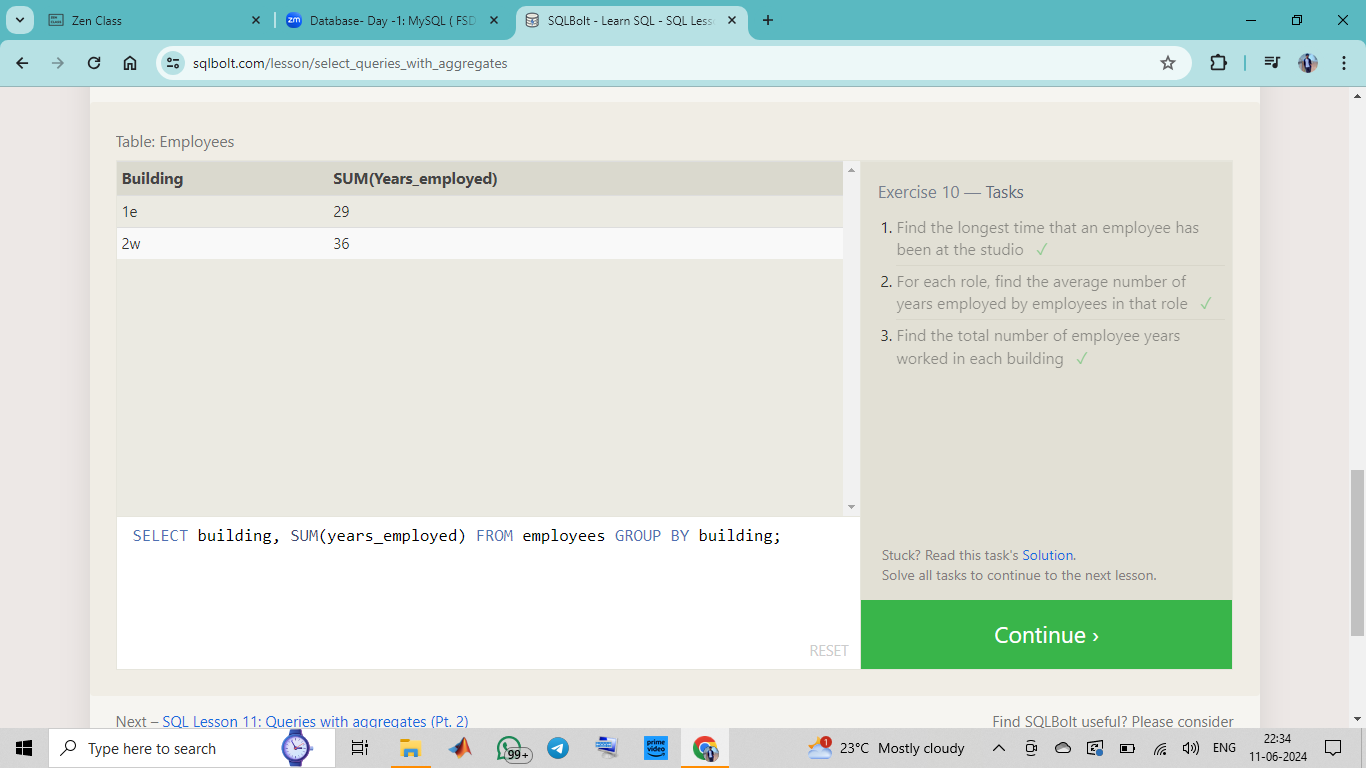 Zen Class
zm
Database- Day -1: MySQL ( FSD
SQLBolt - Learn SQL - SQL Less
sqlbolt.com/lesson/select_queries_with_aggregates
Table: Employees
Building SUM(Years_employed)
1e 29
2w 36
Exercise 10 — Tasks
1. Find the longest time that an employee has
been at the studio ✓
2. For each role, find the average number of
years employed by employees in that role ✓
3. Find the total number of employee years
worked in each building ✓
SELECT building, SUM(years_employed) FROM employees GROUP BY building;
RESET
Stuck? Read this task's Solution.
Solve all tasks to continue to the next lesson.
Continue ›
Next – SQL Lesson 11: Queries with aggregates (Pt. 2)
Find SQLBolt useful? Please consider
Type here to search
99+
prime
video
1
23°C Mostly cloudy
ENG
22:34
11-06-2024